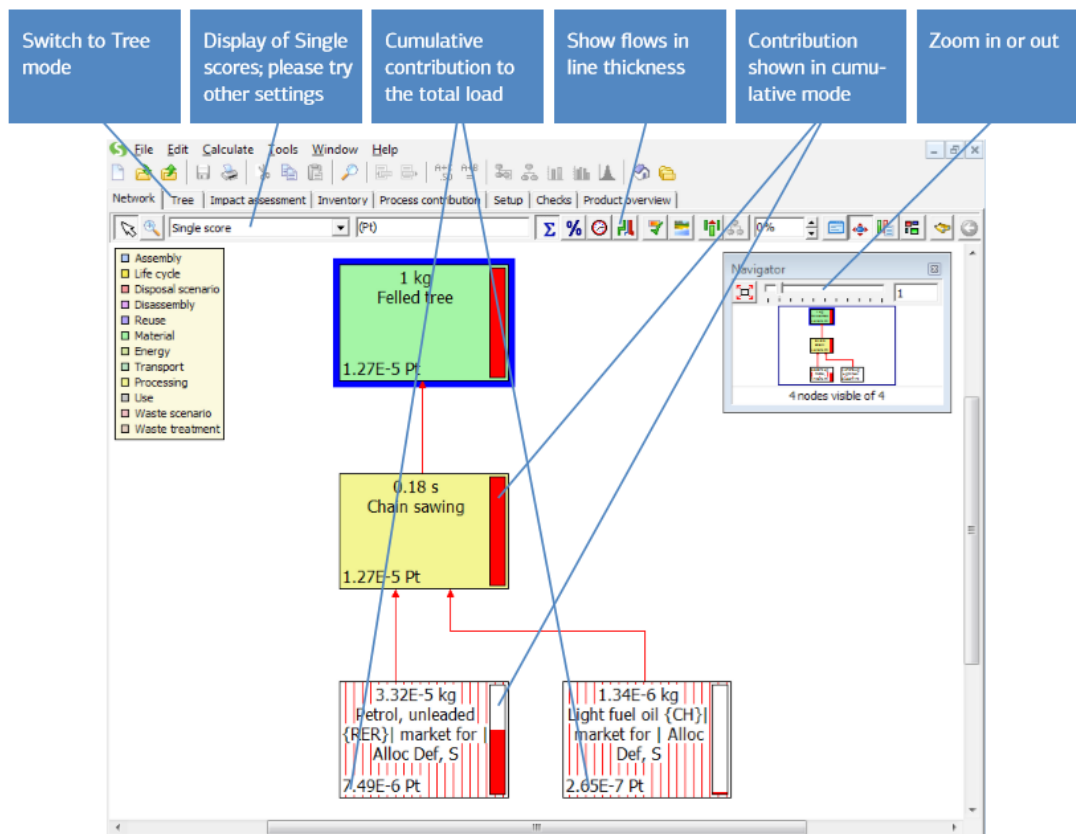 Switch to Tree
mode
Display of Single
scores; please try
other settings
Cumulative
contribution to
the total load
Show flows in
line thickness
Contribution
shown in cumu-
lative mode
Zoom in or out
File Edit Calculate Tools Window Help
Network Tree Impact assessment Inventory Process contribution Setup Checks Product overview
Single score (Pt) Σ % 0%
Assembly
Life cycle
Disposal scenario
Disassembly
Reuse
Material
Energy
Transport
Processing
Use
Waste scenario
Waste treatment
1 kg
Felled tree
1.27E-5 Pt
Navigator
1
4 nodes visible of 4
0.18 s
Chain sawing
1.27E-5 Pt
3.32E-5 kg
Petrol, unleaded
{RER}| market for |
Alloc Def, S
7.49E-6 Pt
1.34E-6 kg
Light fuel oil {CH}|
market for | Alloc
Def, S
2.65E-7 Pt